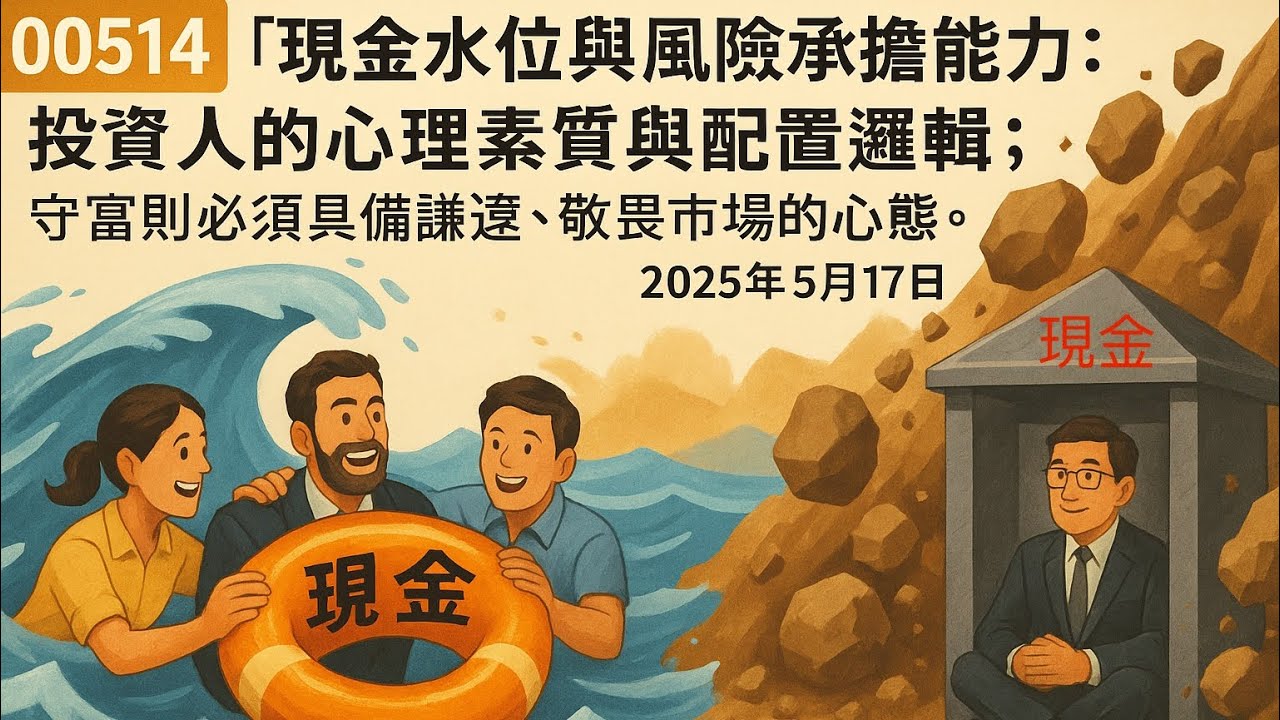 00514「現金水位與風險承擔能力：
投資人的心理素質與配置邏輯；
守富則必須具備謙遼、敬畏市場的心態。
2025年5月17日
現金
現金